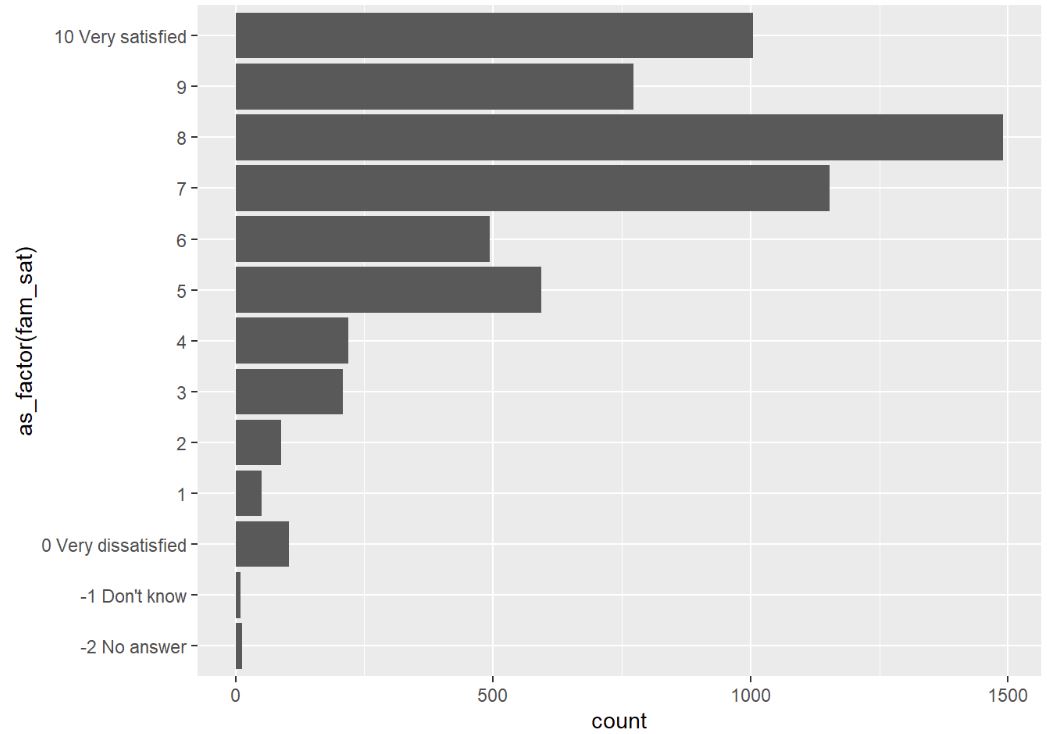 10 Very satisfied
9
8
7
6
5
4
3
2
1
0 Very dissatisfied
-1 Don't know
-2 No answer
as_factor(fam_sat)
0 500 1000 1500
count